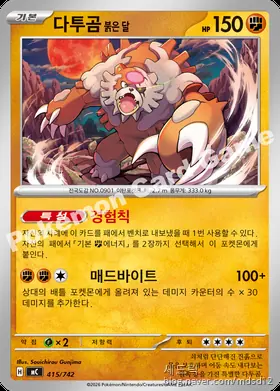 기본
다투곰 붉은 달
HP 150
전국도감 NO.0901 이탄포켓몬 키: 2.7 m 몸무게: 333.0 kg
특성 경험칙
자신의 차례에 이 카드를 패에서 벤치로 내보냈을 때 1번 사용할 수 있다.
자신의 패에서 「기본 에너지」를 2장까지 선택해서 이 포켓몬에게
붙인다.
매드바이트 100+
상대의 배틀 포켓몬에게 올려져 있는 데미지 카운터의 수 × 30
데미지를 추가한다.
약점 ×2 저항력 후퇴
Illus. Souichirou Gunjima
H mC 415/742
©2026 Pokémon/Nintendo/Creatures